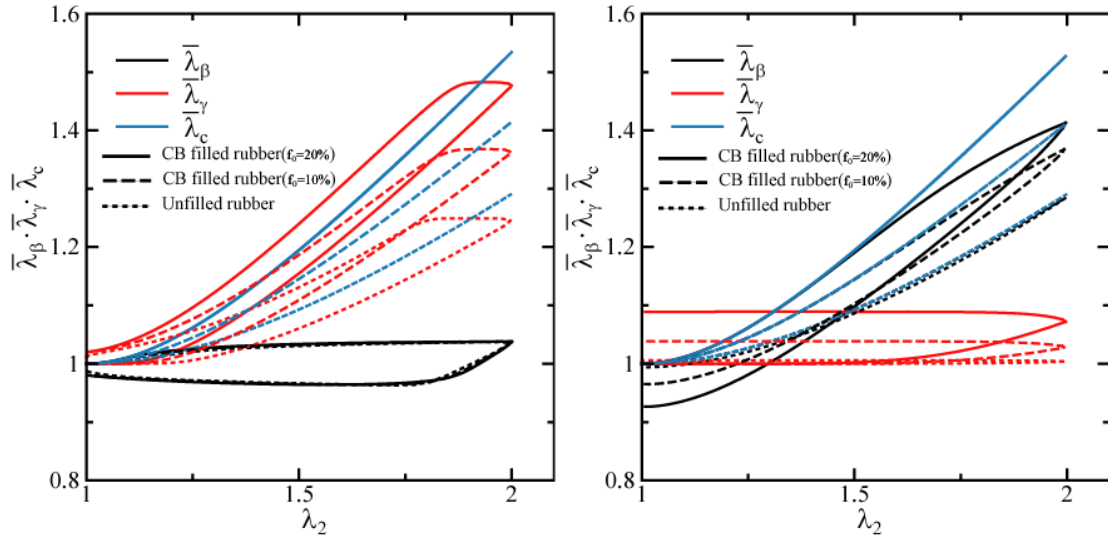 1.6
1.4
1.2
1
0.8
1
1.5
2
λ̅β · λ̅γ · λ̅c
λ2
λ̅β
λ̅γ
λ̅c
CB filled rubber(f0=20%)
CB filled rubber(f0=10%)
Unfilled rubber
1.6
1.4
1.2
1
0.8
1
1.5
2
λ̅β · λ̅γ · λ̅c
λ2
λ̅β
λ̅γ
λ̅c
CB filled rubber(f0=20%)
CB filled rubber(f0=10%)
Unfilled rubber